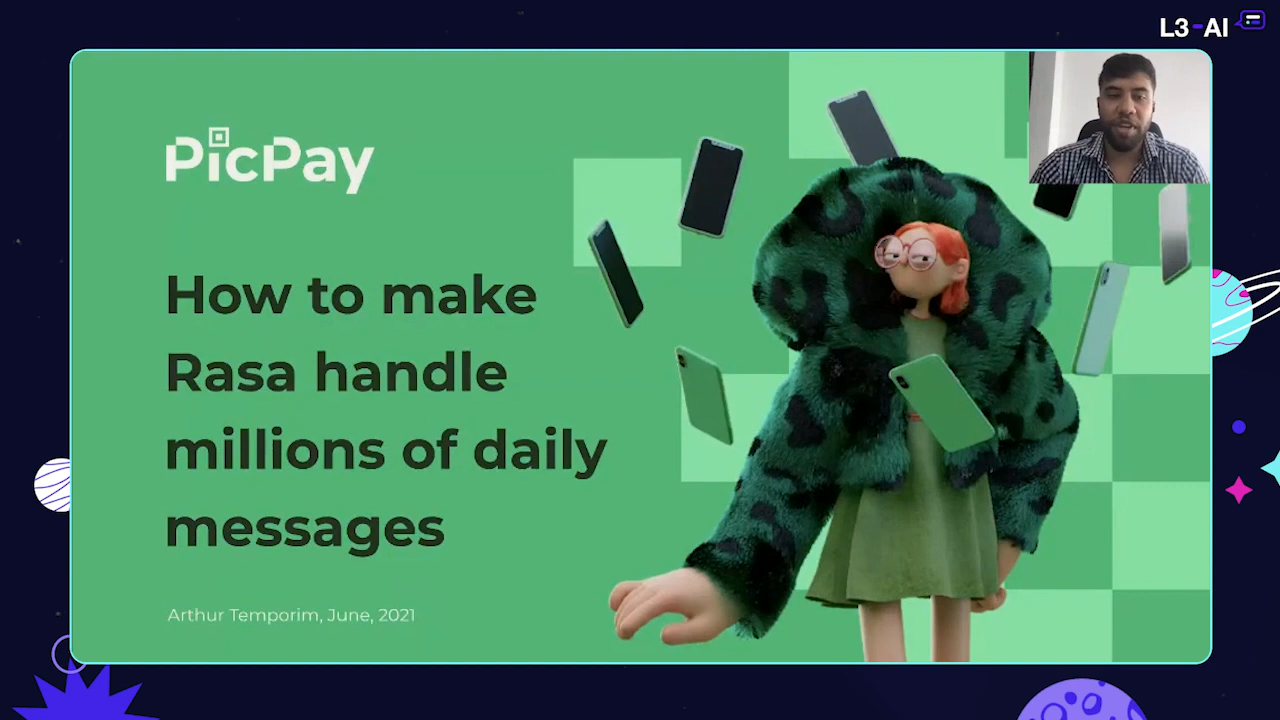 L3-AI
PicPay
How to make
Rasa handle
millions of daily
messages
Arthur Temporim, June, 2021